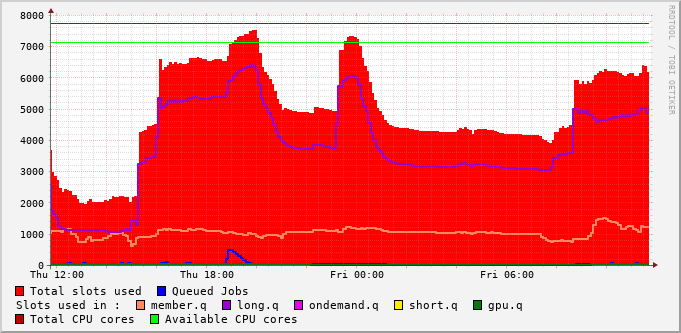 8000
7000
6000
5000
4000
3000
2000
1000
0
Thu 12:00 Thu 18:00 Fri 00:00 Fri 06:00
Total slots used Queued Jobs
Slots used in : member.q long.q ondemand.q short.q gpu.q
Total CPU cores Available CPU cores
RRDTOOL / TOBI OETIKER